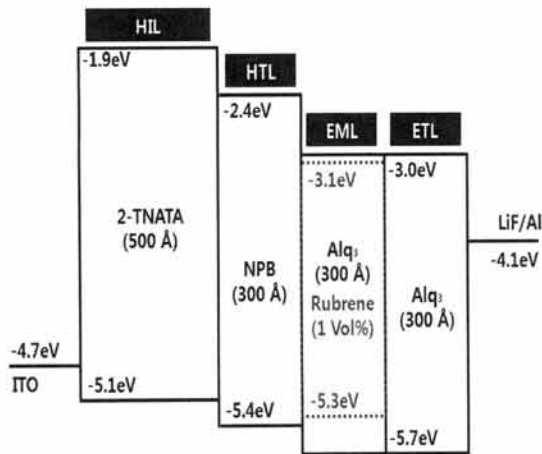 HIL
-1.9eV
HTL
-2.4eV
EML
ETL
-3.1eV
-3.0eV
2-TNATA
(500 Å)
LiF/Al
-4.1eV
NPB
(300 Å)
Alq₃
(300 Å)
Rubrene
(1 Vol%)
Alq₃
(300 Å)
-4.7eV
ITO
-5.1eV
-5.4eV
-5.3eV
-5.7eV